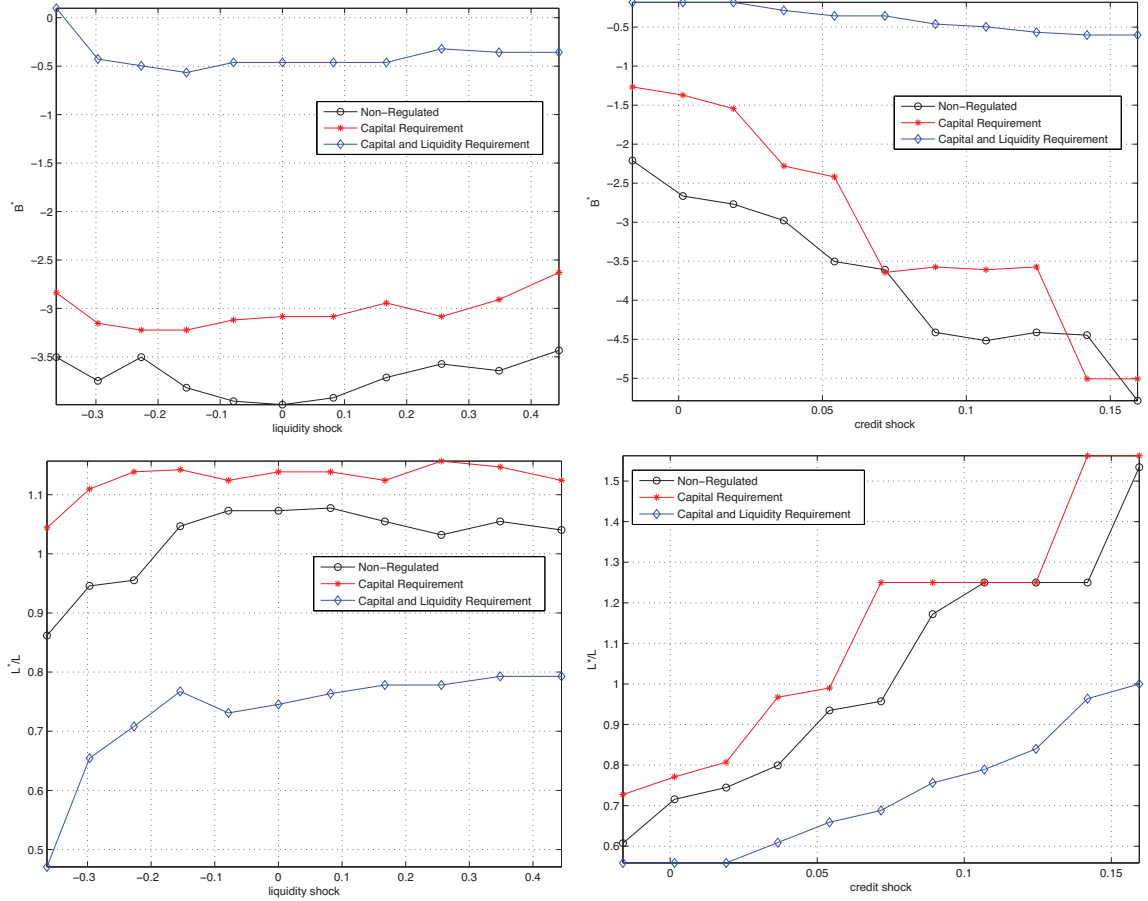 0
−0.5
−1
−1.5
−2
−2.5
−3
−3.5
B*
Non−Regulated
Capital Requirement
Capital and Liquidity Requirement
−0.3 −0.2 −0.1 0 0.1 0.2 0.3 0.4
liquidity shock
−0.5
−1
−1.5
−2
−2.5
−3
−3.5
−4
−4.5
−5
B*
Non−Regulated
Capital Requirement
Capital and Liquidity Requirement
0 0.05 0.1 0.15
credit shock
1.1
1
0.9
0.8
0.7
0.6
0.5
L*/L
Non−Regulated
Capital Requirement
Capital and Liquidity Requirement
−0.3 −0.2 −0.1 0 0.1 0.2 0.3 0.4
liquidity shock
1.5
1.4
1.3
1.2
1.1
1
0.9
0.8
0.7
0.6
L*/L
Non−Regulated
Capital Requirement
Capital and Liquidity Requirement
0 0.05 0.1 0.15
credit shock